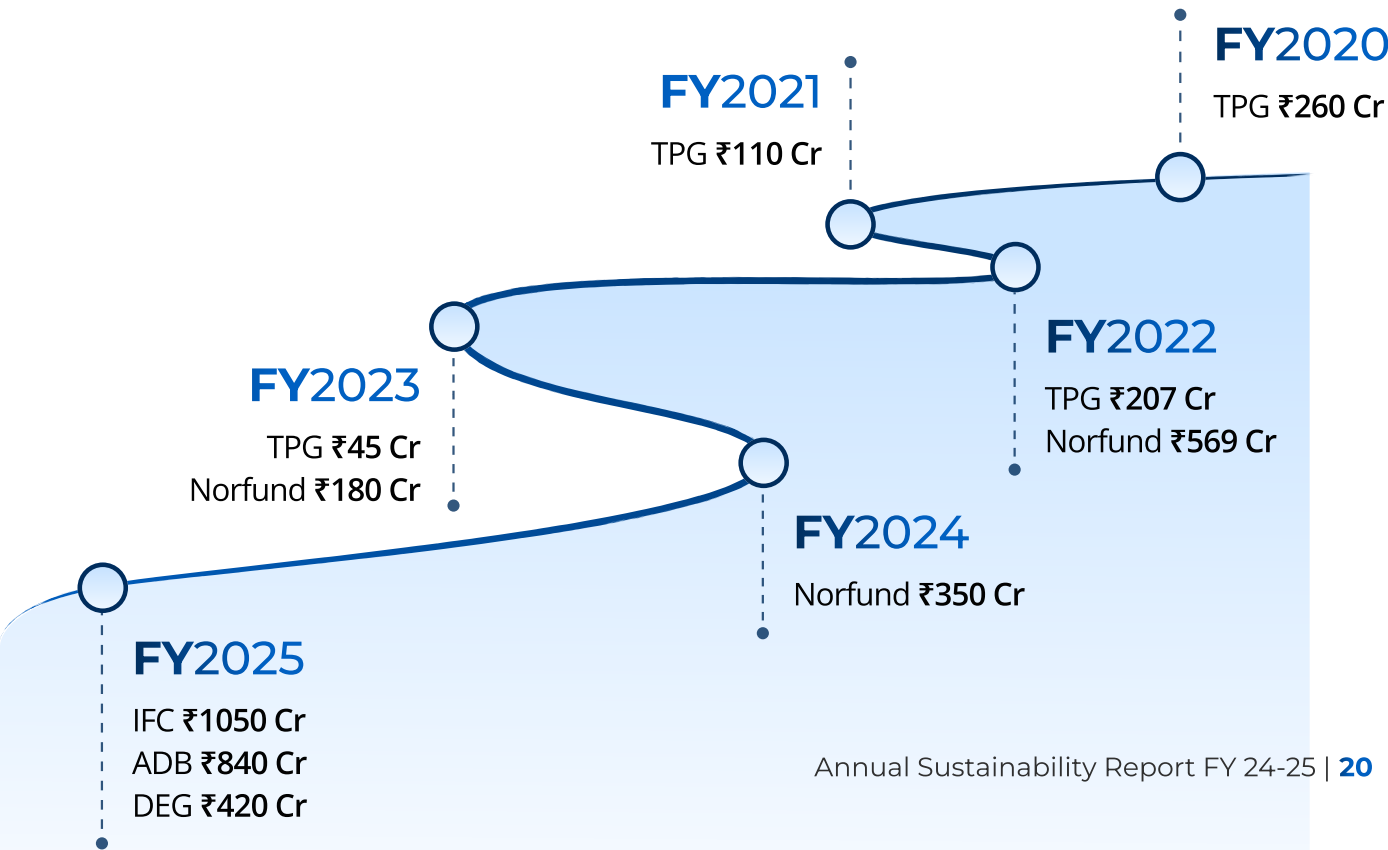 FY2020
TPG ₹260 Cr
FY2021
TPG ₹110 Cr
FY2022
TPG ₹207 Cr
Norfund ₹569 Cr
FY2023
TPG ₹45 Cr
Norfund ₹180 Cr
FY2024
Norfund ₹350 Cr
FY2025
IFC ₹1050 Cr
ADB ₹840 Cr
DEG ₹420 Cr
Annual Sustainability Report FY 24-25 | 20